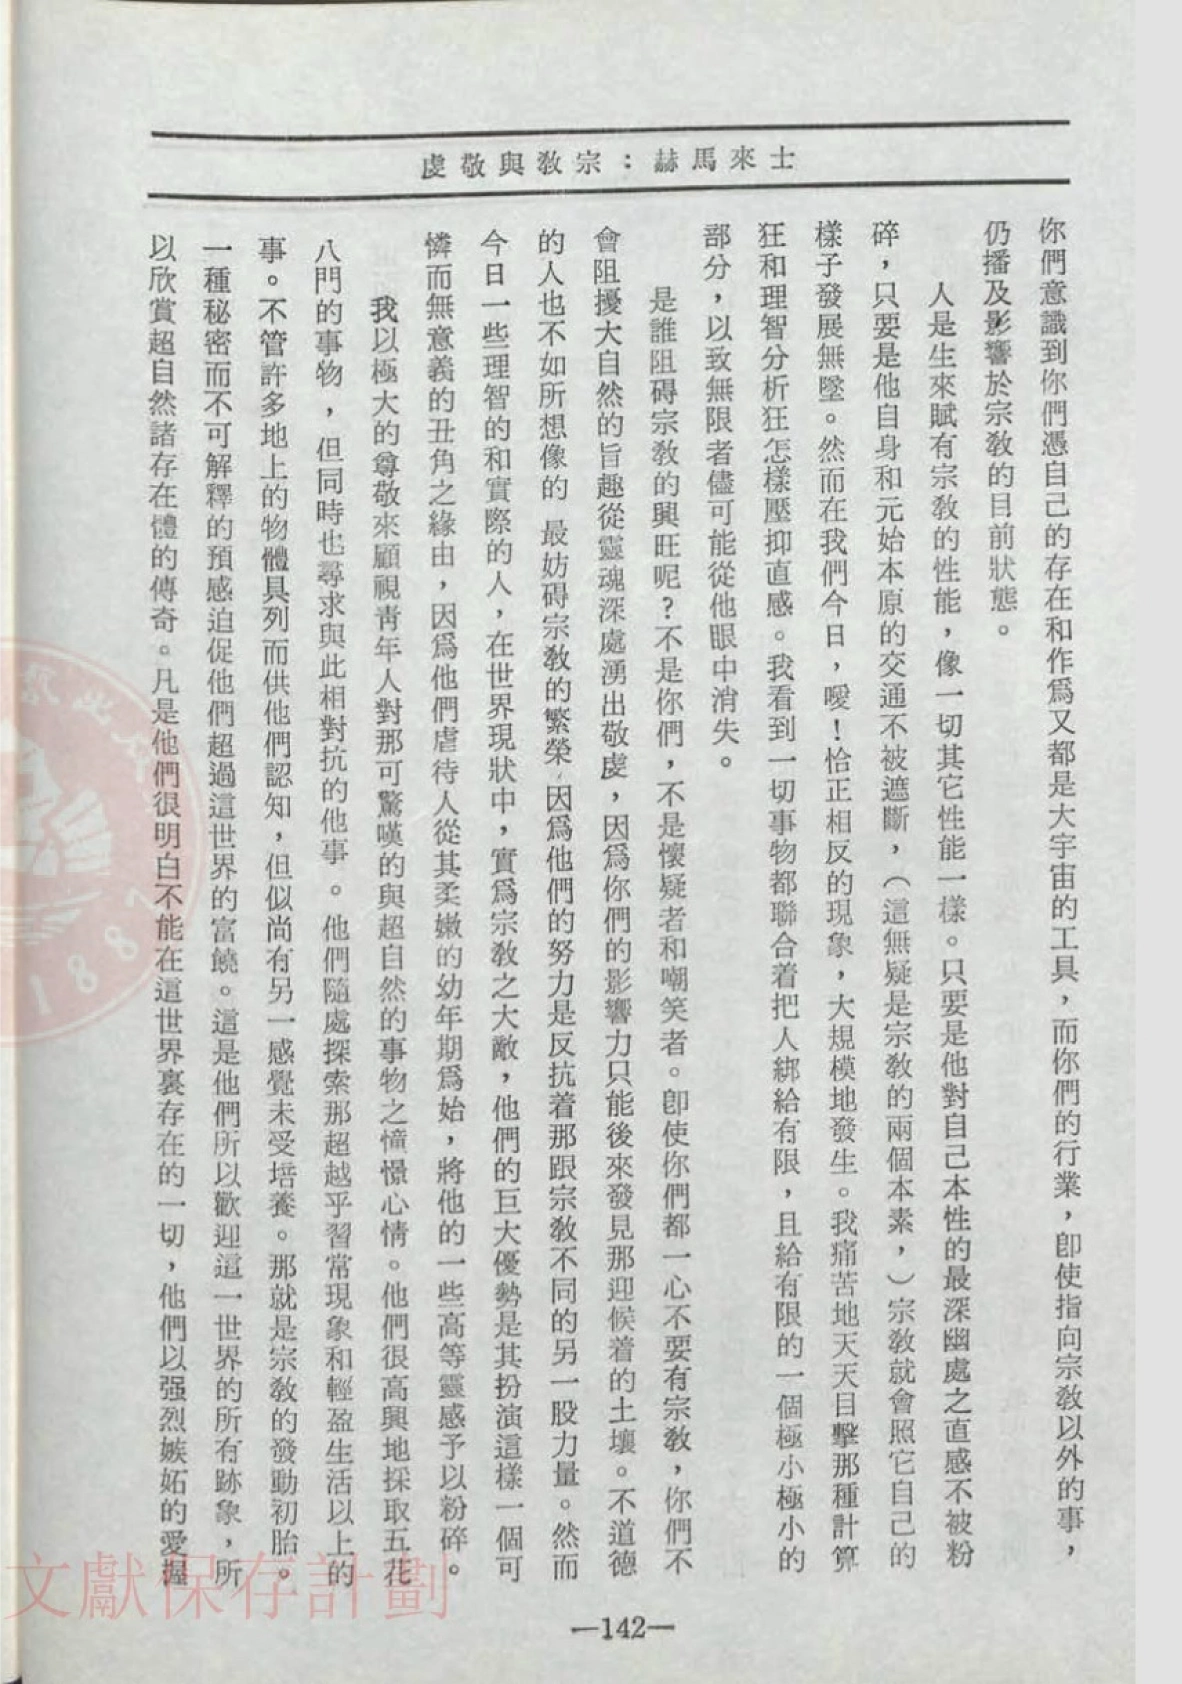 士來馬赫：宗教與敬虔
你們意識到你們憑自己的存在和作爲又都是大宇宙的工具，而你們的行業，卽使指向宗教以外的事，
仍播及影響於宗教的目前狀態。
人是生來賦有宗教的性能，像一切其它性能一樣。只要是他對自己本性的最深幽處之直感不被粉
碎，只要是他自身和元始本原的交通不被遮斷，（這無疑是宗教的兩個本素，）宗教就會照它自己的
樣子發展無墜。然而在我們今日，噯！恰正相反的現象，大規模地發生。我痛苦地天天目擊那種計算
狂和理智分析狂怎樣壓抑直感。我看到一切事物都聯合着把人綁給有限，且給有限的一個極小極小的
部分，以致無限者儘可能從他眼中消失。
是誰阻碍宗教的興旺呢？不是你們，不是懷疑者和嘲笑者。卽使你們都一心不要有宗教，你們不
會阻擾大自然的旨趣從靈魂深處湧出敬虔，因爲你們的影響力只能後來發見那迎候着的土壤。不道德
的人也不如所想像的 最妨碍宗教的繁榮，因爲他們的努力是反抗着那跟宗教不同的另一股力量。然而
今日一些理智的和實際的人，在世界現狀中，實爲宗教之大敵，他們的巨大優勢是其扮演這樣一個可
憐而無意義的丑角之緣由，因爲他們虐待人從其柔嫩的幼年期爲始，將他的一些高等靈感予以粉碎。
我以極大的尊敬來顧視靑年人對那可驚嘆的與超自然的事物之憧憬心情。他們很高興地採取五花
八門的事物，但同時也尋求與此相對抗的他事。他們隨處探索那超越乎習常現象和輕盈生活以上的
事。不管許多地上的物體具列而供他們認知，但似尚有另一感覺未受培養。那就是宗教的發動初胎。
一種秘密而不可解釋的預感迫促他們超過這世界的富饒。這是他們所以歡迎這一世界的所有跡象，所
以欣賞超自然諸存在體的傳奇。凡是他們很明白不能在這世界裏存在的一切，他們以强烈嫉妬的愛握
—142—
文獻保存計劃
1882